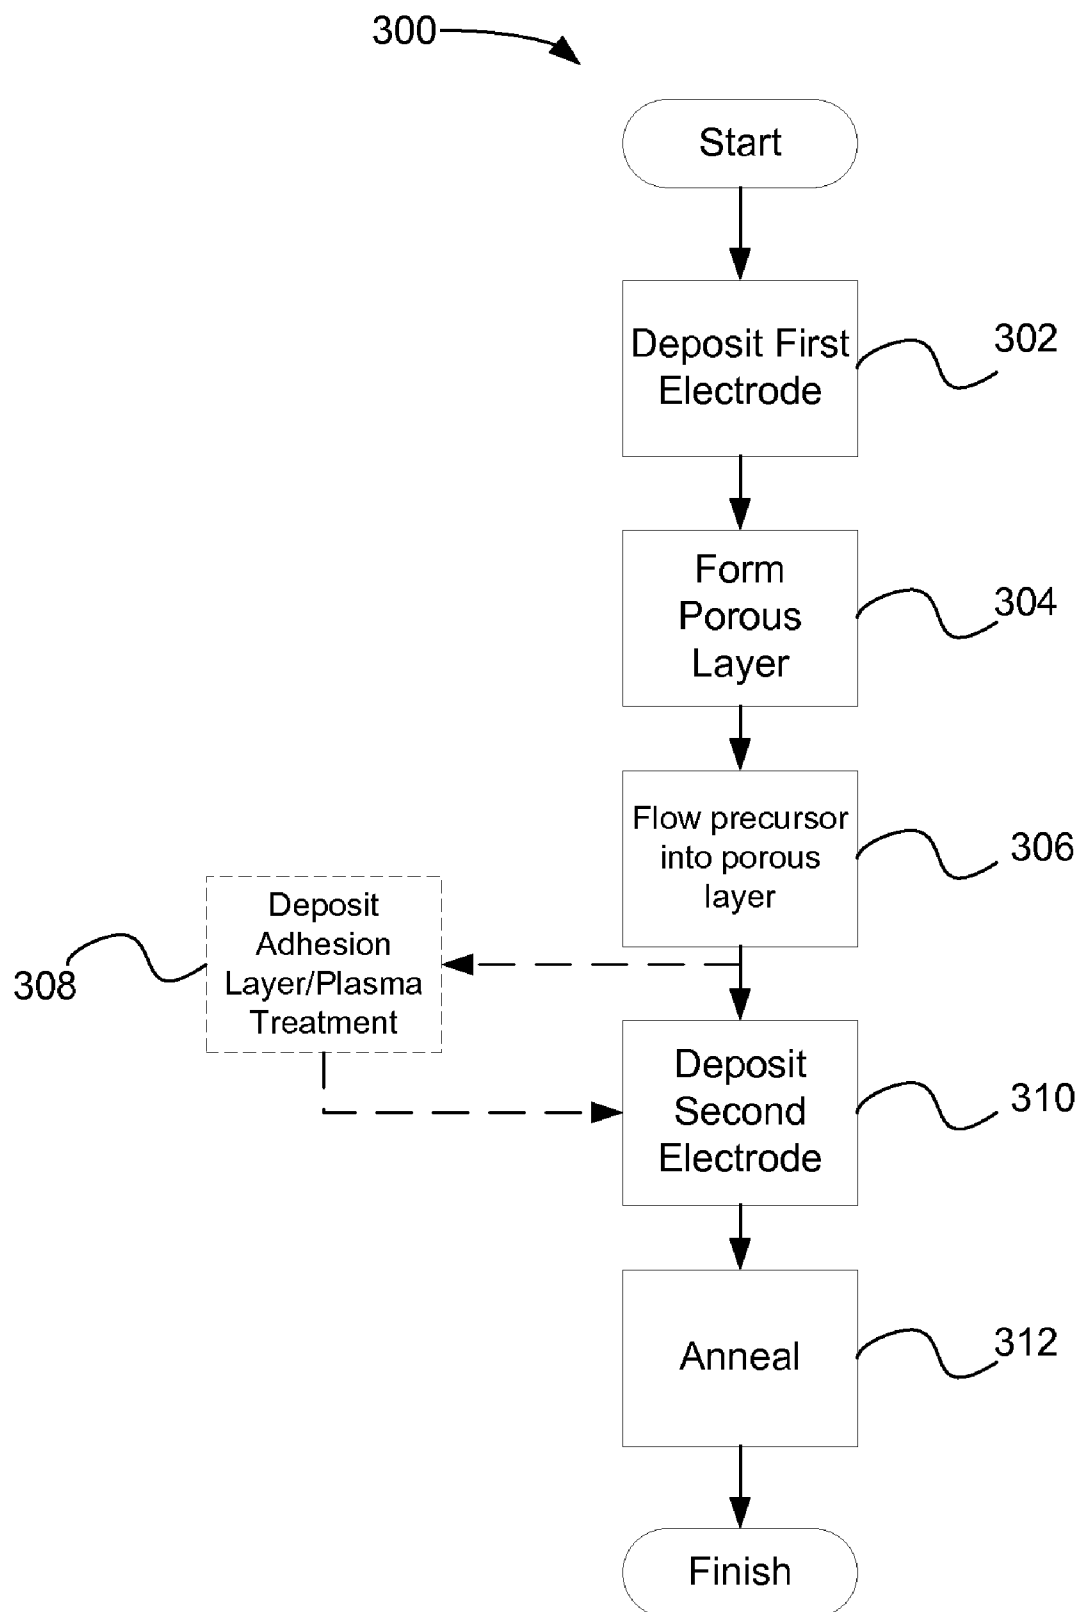 300
Start
Deposit First
Electrode
302
Form
Porous
Layer
304
Flow precursor
into porous
layer
306
Deposit
Adhesion
Layer/Plasma
Treatment
308
Deposit
Second
Electrode
310
Anneal
312
Finish